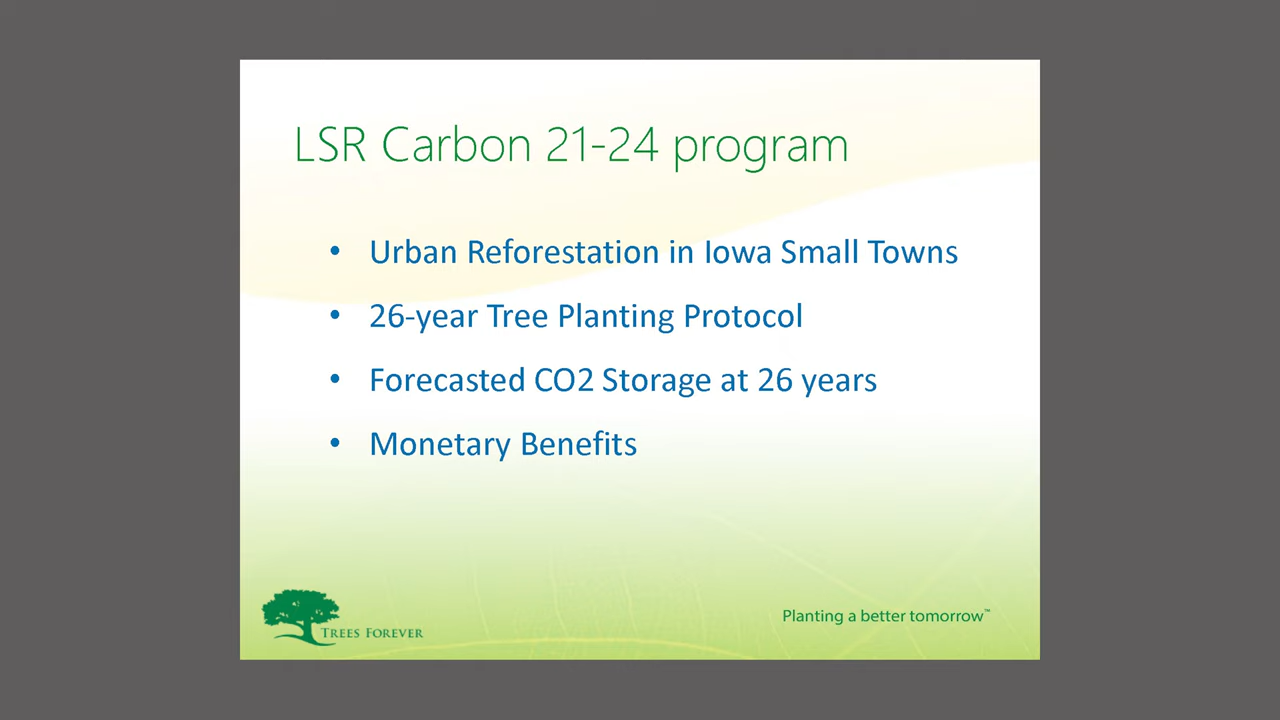 LSR Carbon 21-24 program
• Urban Reforestation in Iowa Small Towns
• 26-year Tree Planting Protocol
• Forecasted CO2 Storage at 26 years
• Monetary Benefits
TREES FOREVER
Planting a better tomorrow™